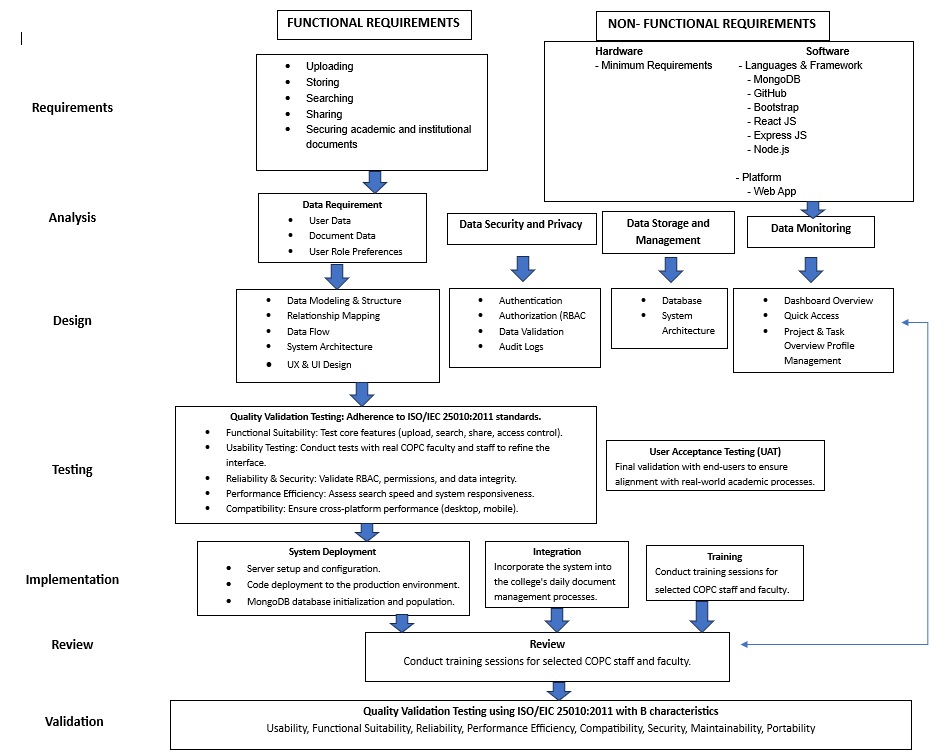 FUNCTIONAL REQUIREMENTS
NON- FUNCTIONAL REQUIREMENTS
Requirements
Uploading
Storing
Searching
Sharing
Securing academic and institutional
documents
Hardware
- Minimum Requirements
Software
- Languages & Framework
- MongoDB
- GitHub
- Bootstrap
- React JS
- Express JS
- Node.js
- Platform
- Web App
Analysis
Data Requirement
User Data
Document Data
User Role Preferences
Data Security and Privacy
Data Storage and
Management
Data Monitoring
Design
Data Modeling & Structure
Relationship Mapping
Data Flow
System Architecture
UX & UI Design
Authentication
Authorization (RBAC
Data Validation
Audit Logs
Database
System
Architecture
Dashboard Overview
Quick Access
Project & Task
Overview Profile
Management
Testing
Quality Validation Testing: Adherence to ISO/IEC 25010:2011 standards.
Functional Suitability: Test core features (upload, search, share, access control).
Usability Testing: Conduct tests with real COPC faculty and staff to refine the
interface.
Reliability & Security: Validate RBAC, permissions, and data integrity.
Performance Efficiency: Assess search speed and system responsiveness.
Compatibility: Ensure cross-platform performance (desktop, mobile).
User Acceptance Testing (UAT)
Final validation with end-users to ensure
alignment with real-world academic processes.
Implementation
System Deployment
Server setup and configuration.
Code deployment to the production environment.
MongoDB database initialization and population.
Integration
Incorporate the system into
the college's daily document
management processes.
Training
Conduct training sessions for
selected COPC staff and faculty.
Review
Review
Conduct training sessions for selected COPC staff and faculty.
Validation
Quality Validation Testing using ISO/EIC 25010:2011 with B characteristics
Usability, Functional Suitability, Reliability, Performance Efficiency, Compatibility, Security, Maintainability, Portability